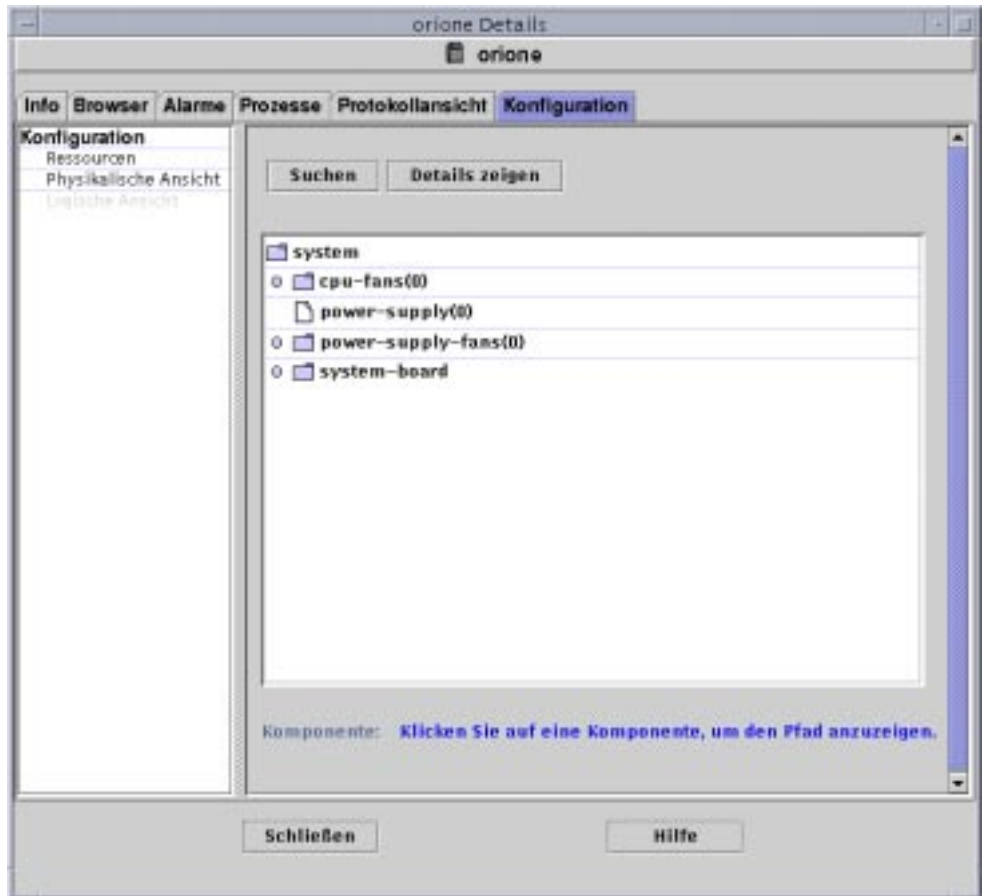 orione Details
orione
Info Browser Alarme Prozesse Protokollansicht Konfiguration
Konfiguration
Ressourcen
Physikalische Ansicht
Logische Ansicht
Suchen Details zeigen
system
cpu-fans(0)
power-supply(0)
power-supply-fans(0)
system-board
Komponente: Klicken Sie auf eine Komponente, um den Pfad anzuzeigen.
Schließen Hilfe